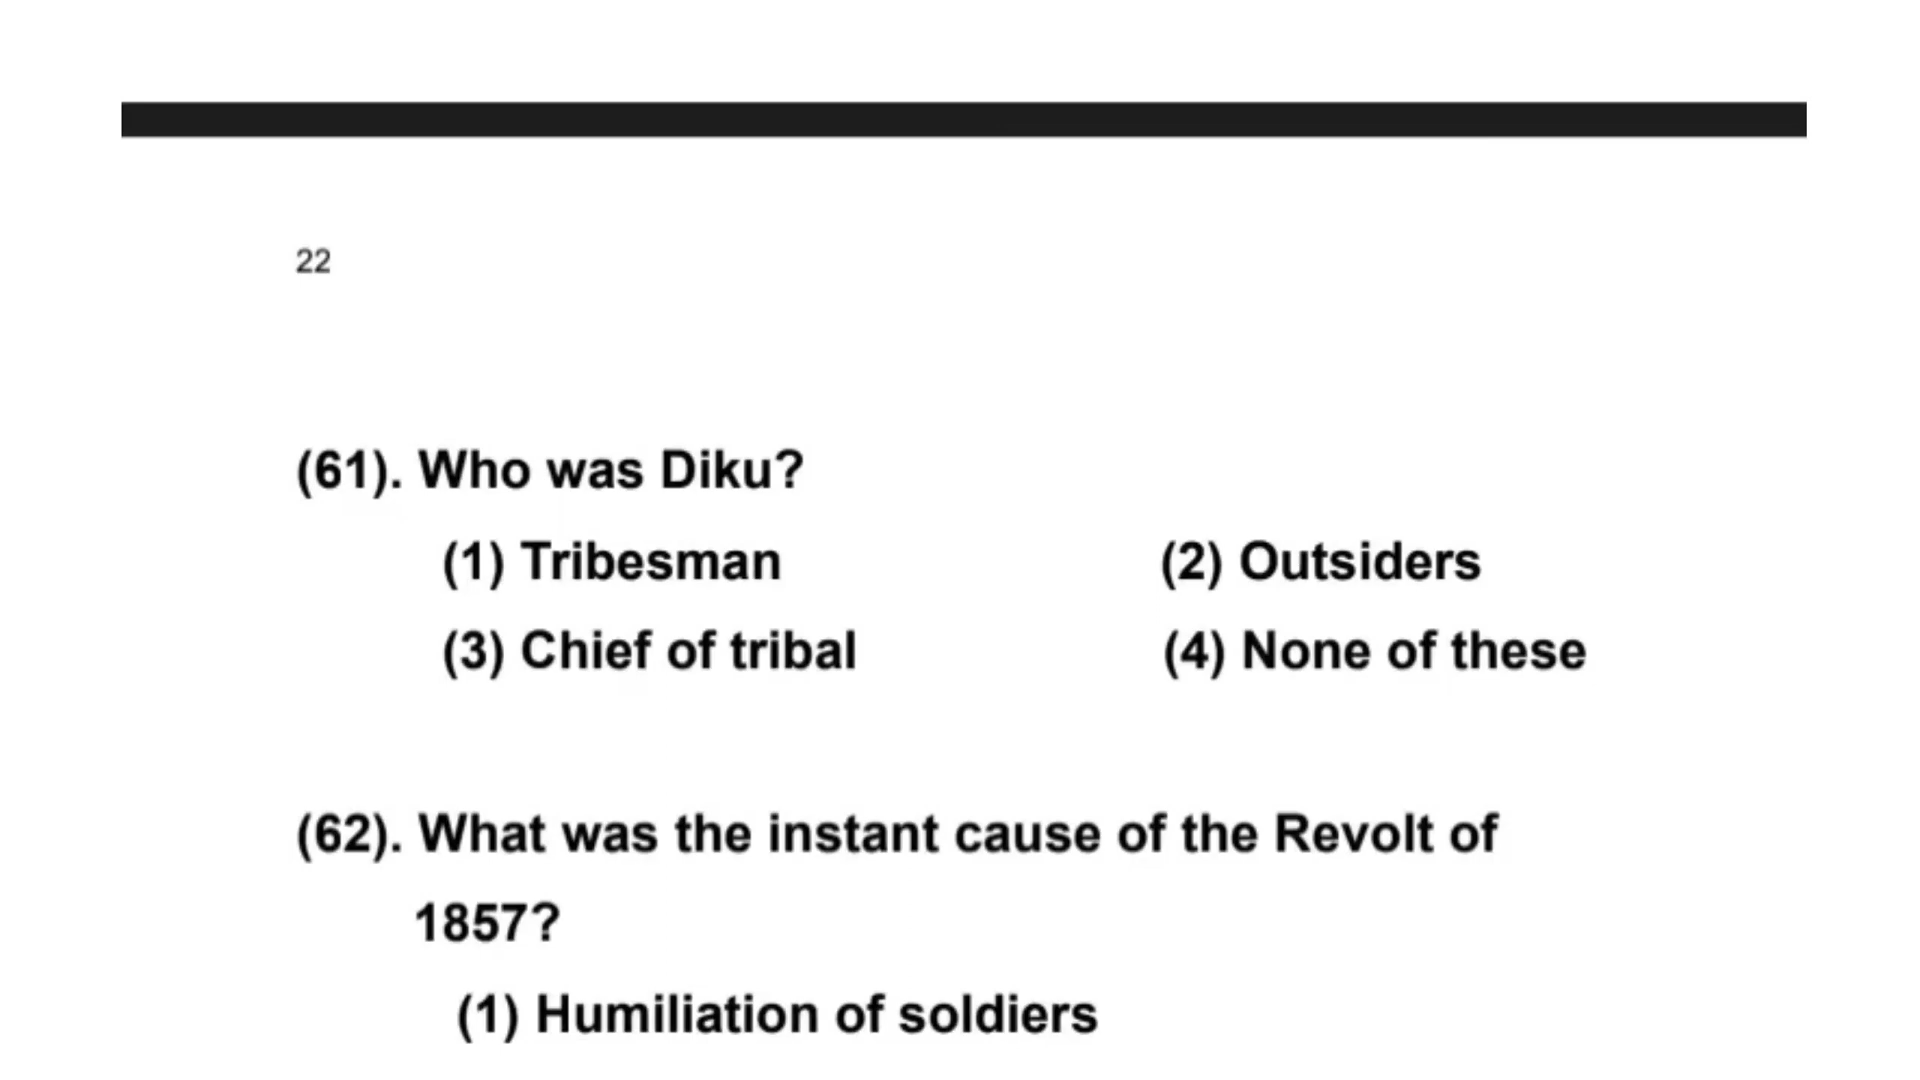 22
(61). Who was Diku?
(1) Tribesman (2) Outsiders
(3) Chief of tribal (4) None of these
(62). What was the instant cause of the Revolt of
1857?
(1) Humiliation of soldiers